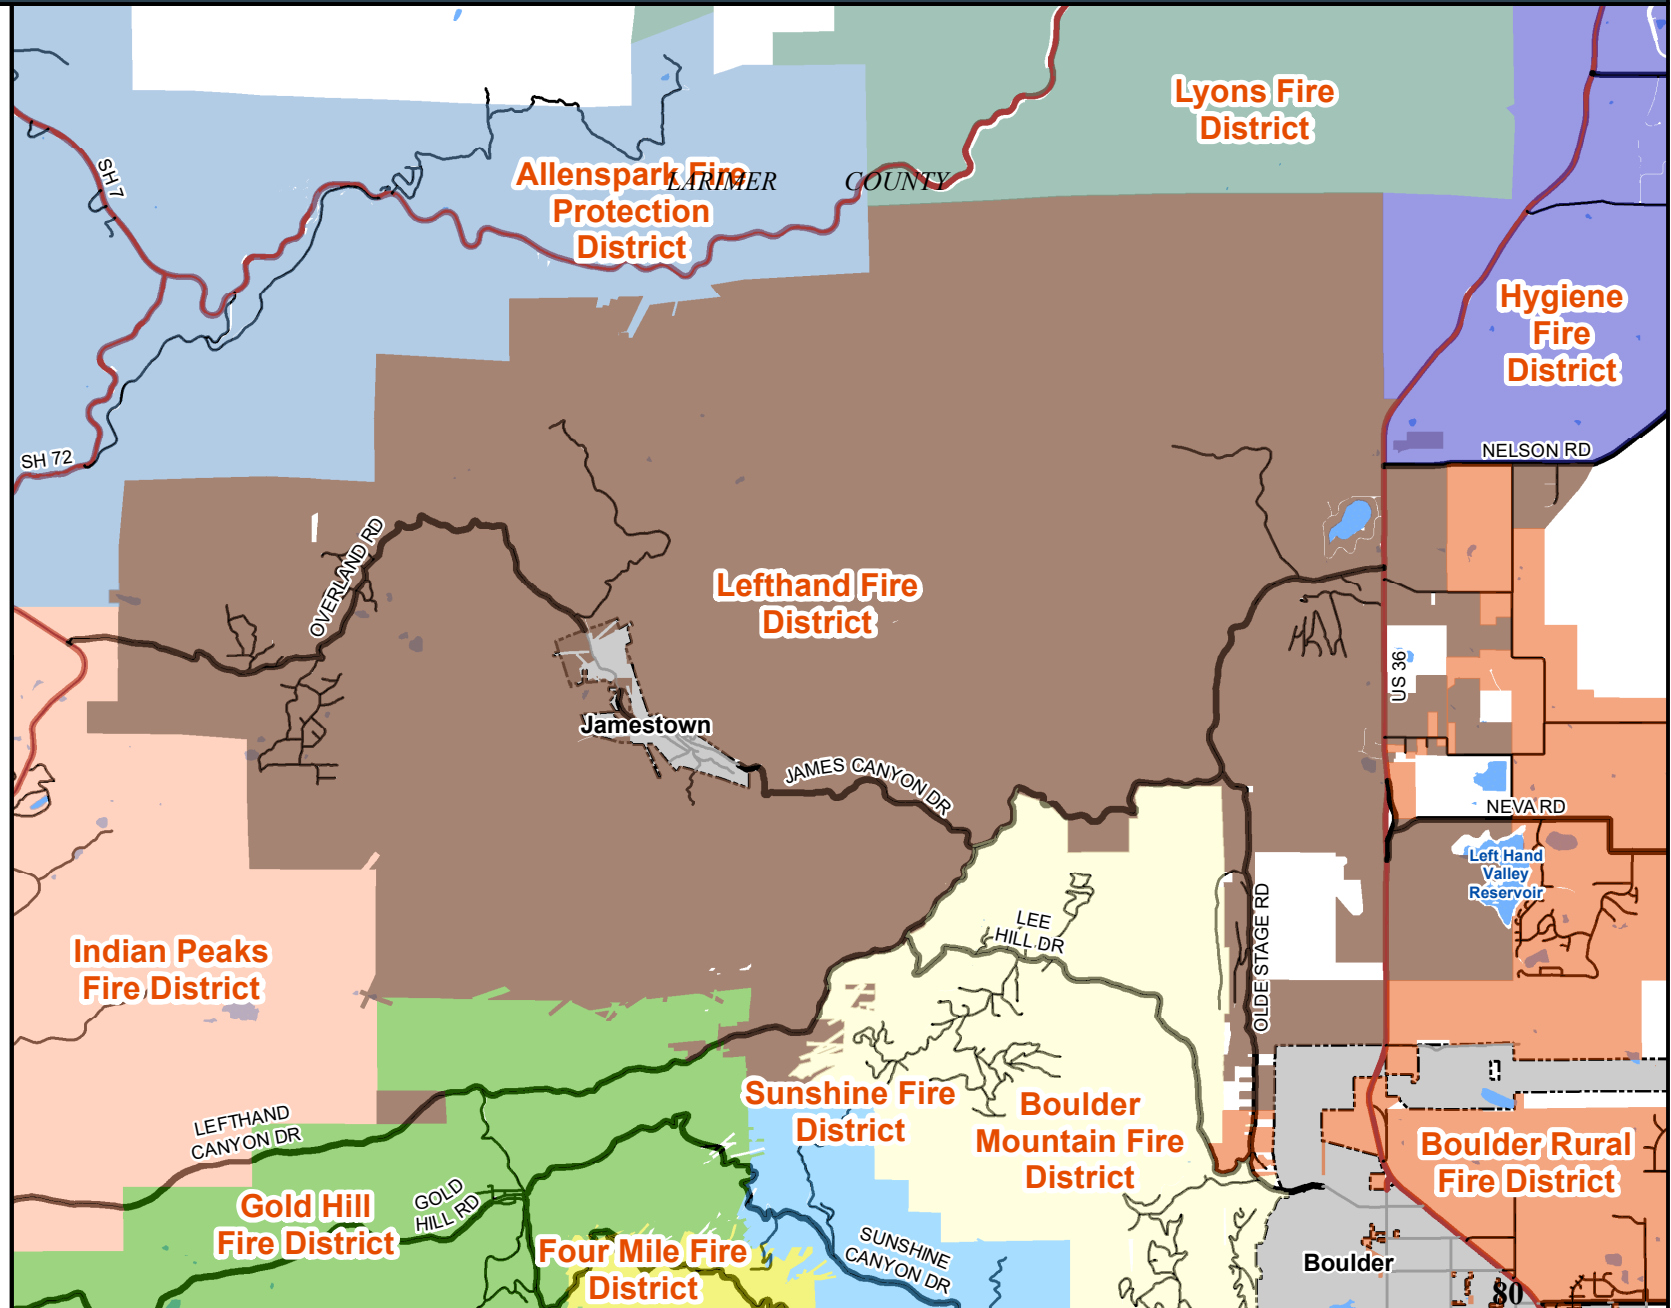 Lyons Fire
District
SH 7
Allenspark Fire
Protection
District
LARIMER COUNTY
Hygiene
Fire
District
SH 72
NELSON RD
OVERLAND RD
Lefthand Fire
District
US 36
Jamestown
JAMES CANYON DR
NEVA RD
Left Hand
Valley
Reservoir
LEE
HILL DR
OLDE STAGE RD
Indian Peaks
Fire District
Sunshine Fire
District
Boulder
Mountain Fire
District
LEFTHAND
CANYON DR
Boulder Rural
Fire District
Gold Hill
Fire District
GOLD
HILL RD
Four Mile Fire
District
SUNSHINE
CANYON DR
Boulder
80